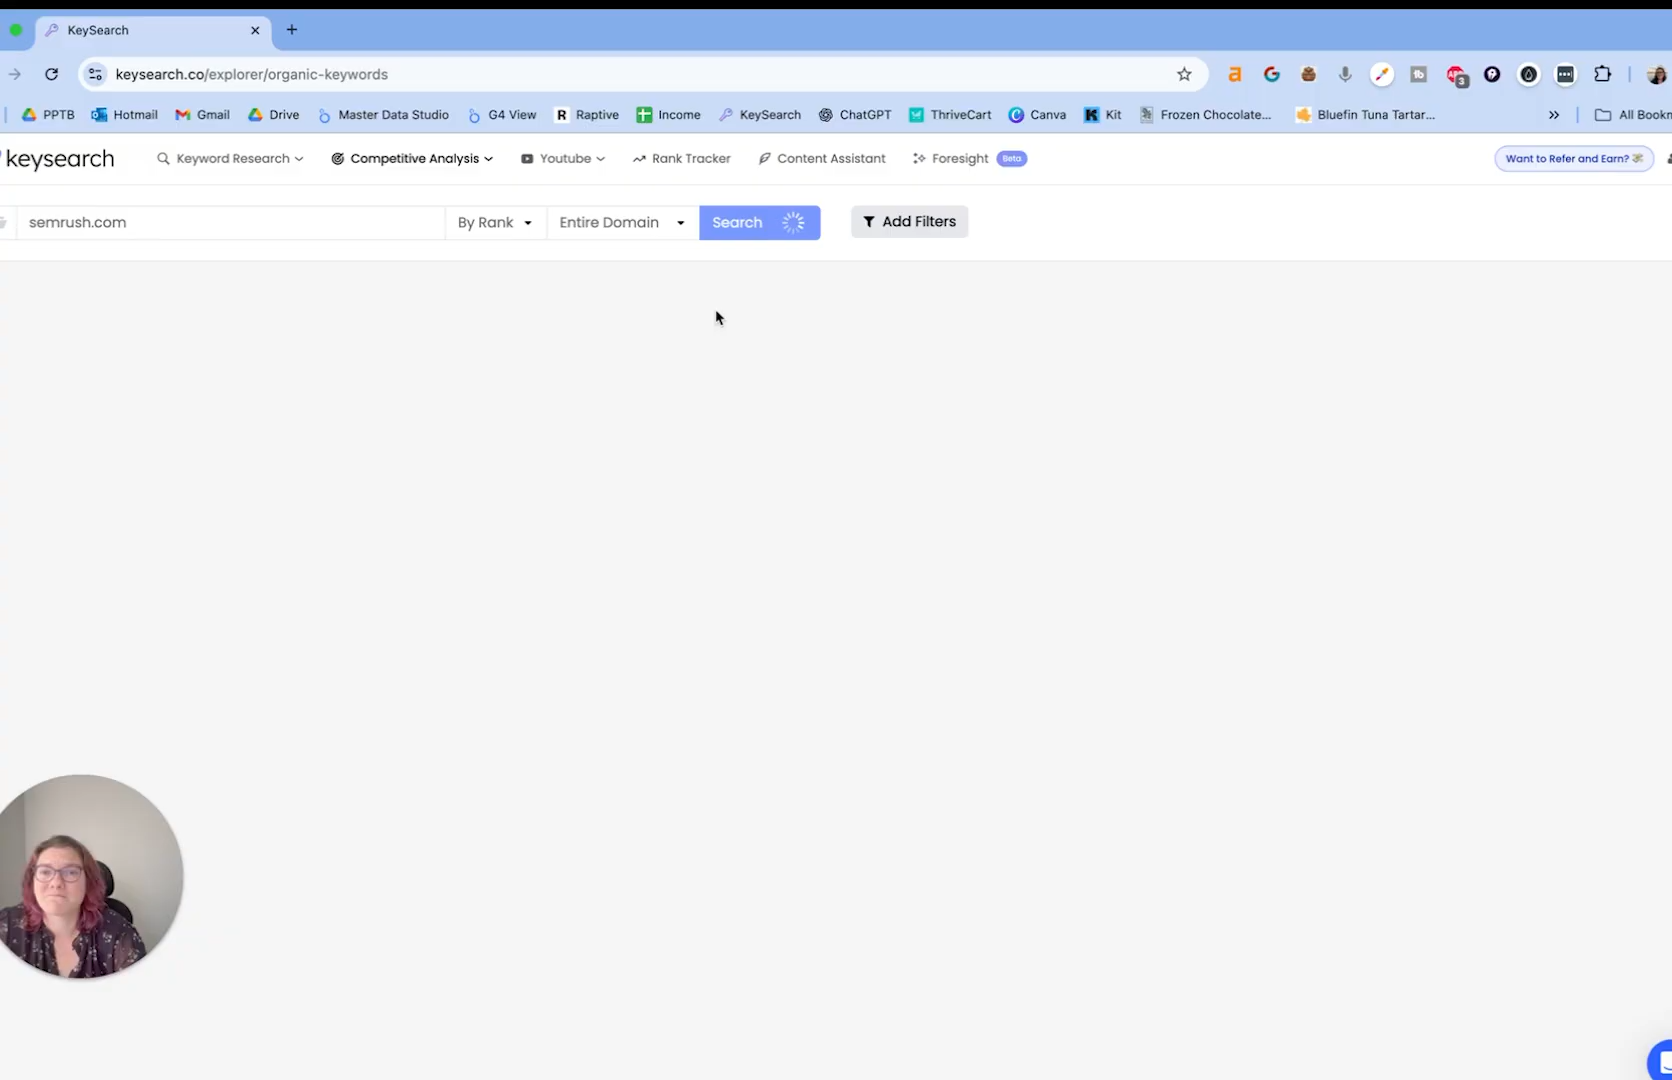 KeySearch
keysearch.co/explorer/organic-keywords
3
PPTB Hotmail Gmail Drive Master Data Studio G4 View Raptive Income KeySearch ChatGPT ThriveCart Canva Kit Frozen Chocolate... Bluefin Tuna Tartar... » All Bookm
keysearch Keyword Research Competitive Analysis Youtube Rank Tracker Content Assistant Foresight Beta Want to Refer and Earn?
semrush.com By Rank Entire Domain Search Add Filters